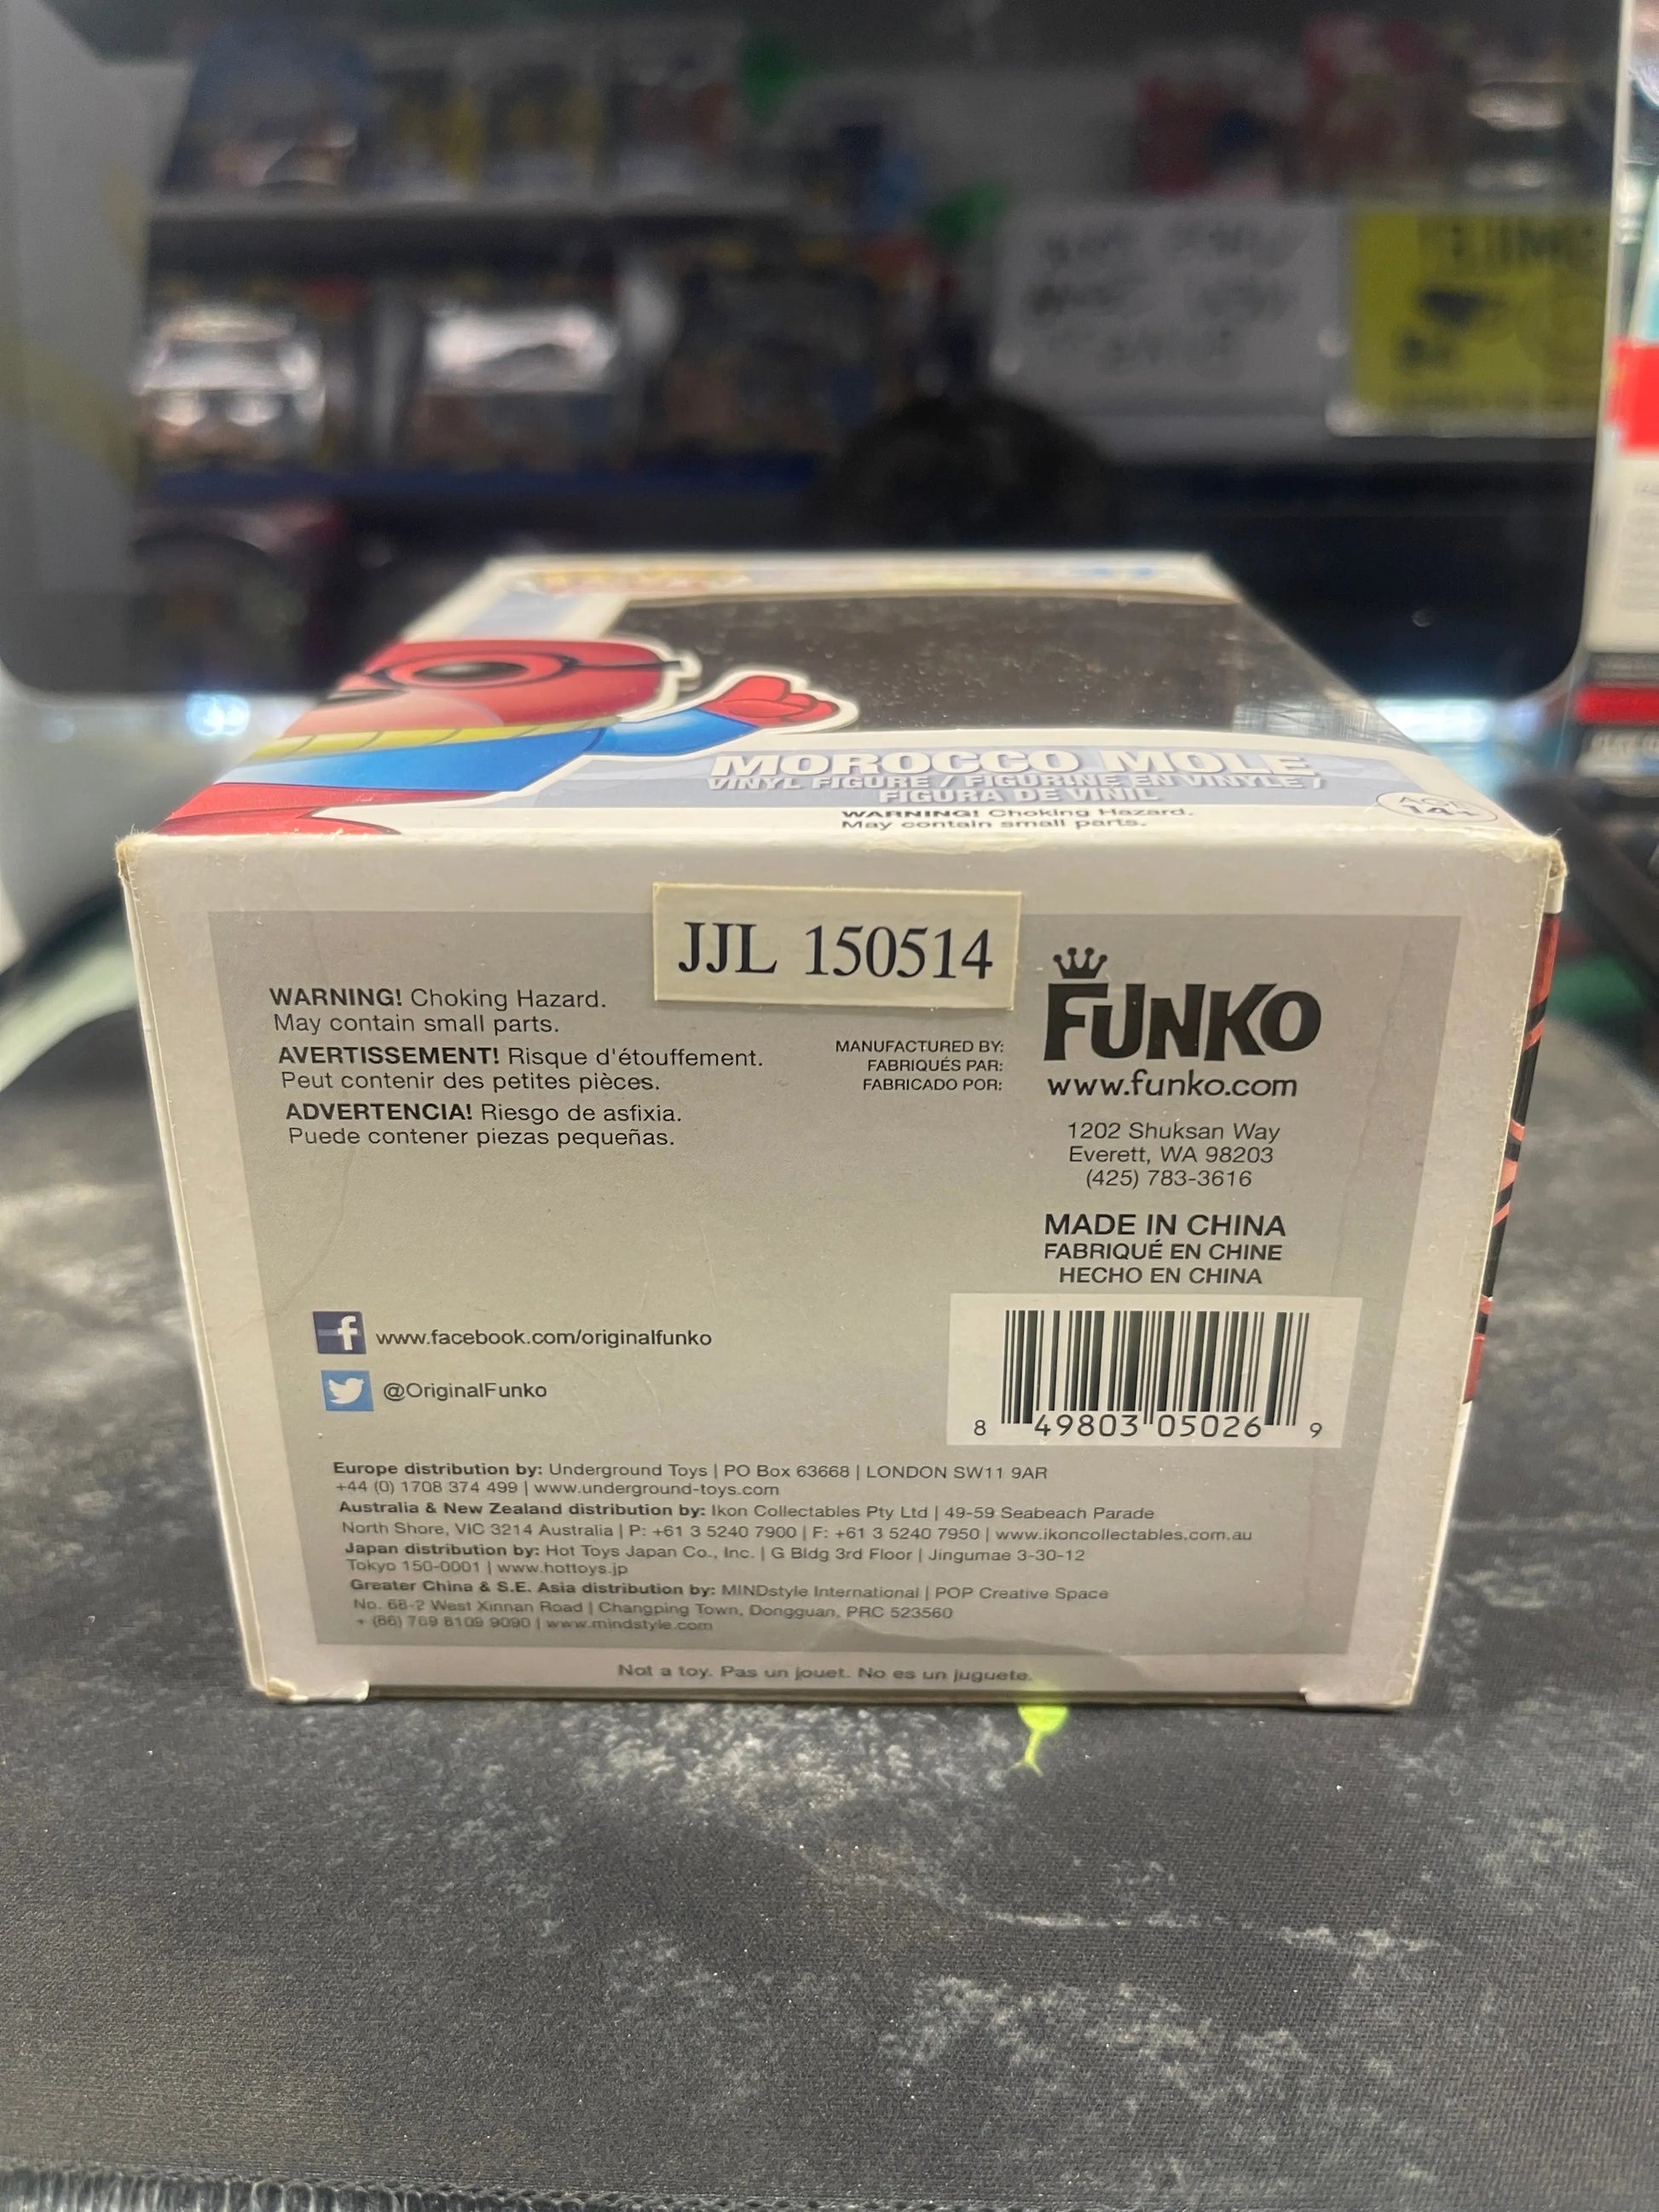 MOROCCO MOLE
VINYL FIGURE / FIGURINE EN VINYLE /
FIGURA DE VINIL
WARNING! Choking Hazard.
May contain small parts.
AGE
14+
JJL 150514
WARNING! Choking Hazard.
May contain small parts.
AVERTISSEMENT! Risque d'étouffement.
Peut contenir des petites pièces.
ADVERTENCIA! Riesgo de asfixia.
Puede contener piezas pequeñas.
MANUFACTURED BY:
FABRIQUÉS PAR:
FABRICADO POR:
FUNKO
www.funko.com
1202 Shuksan Way
Everett, WA 98203
(425) 783-3616
MADE IN CHINA
FABRIQUÉ EN CHINE
HECHO EN CHINA
f www.facebook.com/originalfunko
@OriginalFunko
8 49803 05026 9
Europe distribution by: Underground Toys | PO Box 63668 | LONDON SW11 9AR
+44 (0) 1708 374 499 | www.underground-toys.com
Australia & New Zealand distribution by: Ikon Collectables Pty Ltd | 49-59 Seabeach Parade
North Shore, VIC 3214 Australia | P: +61 3 5240 7900 | F: +61 3 5240 7950 | www.ikoncollectables.com.au
Japan distribution by: Hot Toys Japan Co., Inc. | G Bldg 3rd Floor | Jingumae 3-30-12
Tokyo 150-0001 | www.hottoys.jp
Greater China & S.E. Asia distribution by: MINDstyle International | POP Creative Space
No. 68-2 West Xinnan Road | Changping Town, Dongguan, PRC 523560
+ (86) 769 8109 9090 | www.mindstyle.com
Not a toy. Pas un jouet. No es un juguete.